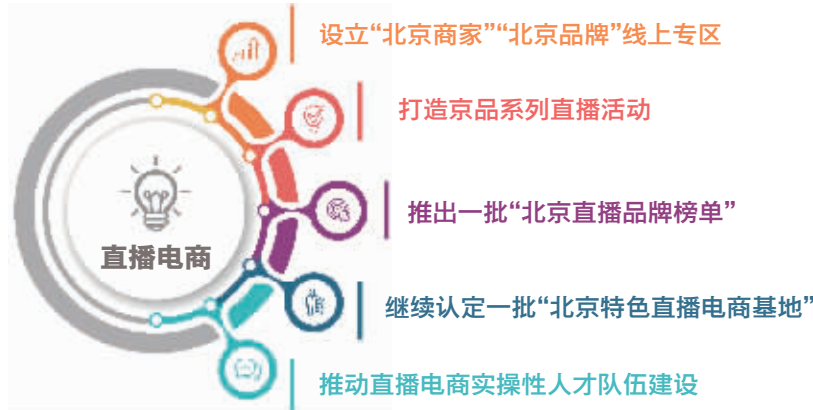 设立“北京商家”“北京品牌”线上专区
打造京品系列直播活动
推出一批“北京直播品牌榜单”
直播电商
继续认定一批“北京特色直播电商基地”
推动直播电商实操性人才队伍建设